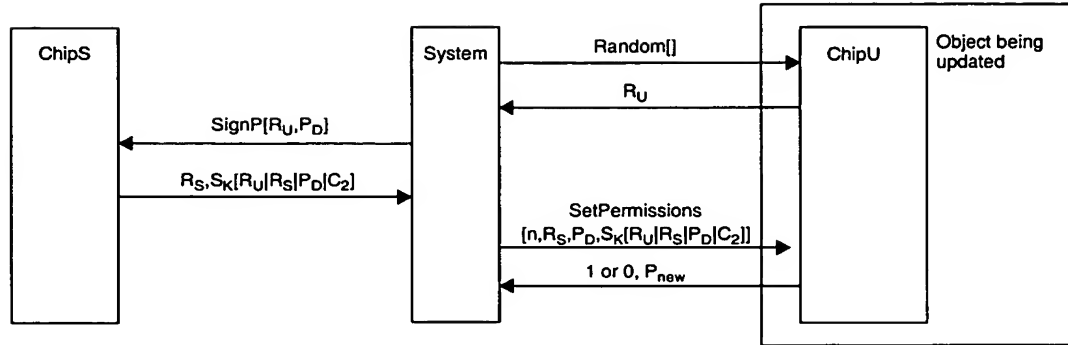 ChipS
System
ChipU
Object being
updated
Random[]
R_U
SignP[R_U,P_D]
R_S,S_K[R_U|R_S|P_D|C_2]
SetPermissions
[n,R_S,P_D,S_K[R_U|R_S|P_D|C_2]]
1 or 0, P_new